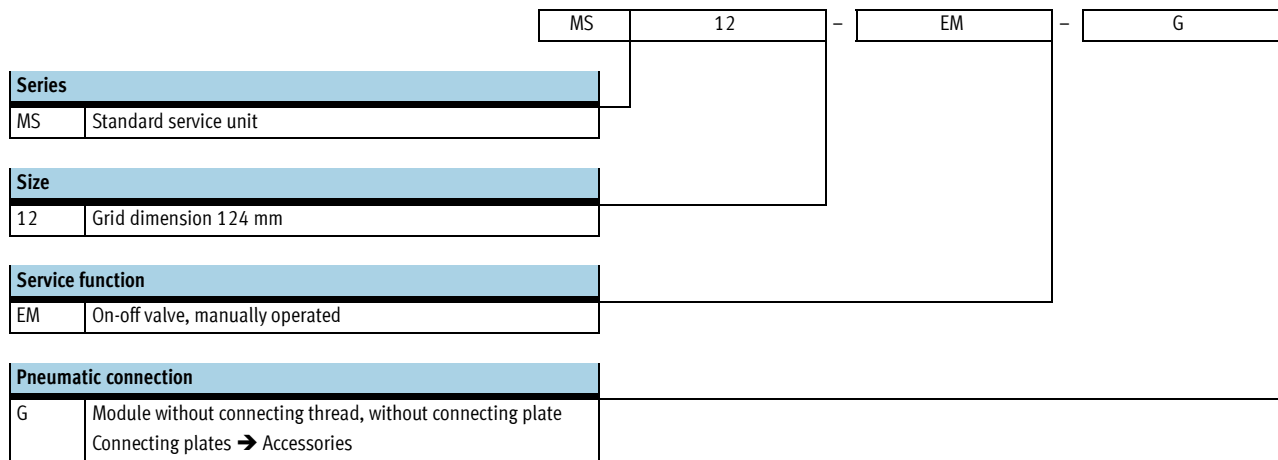 MS 12 – EM – G
Series
MS Standard service unit
Size
12 Grid dimension 124 mm
Service function
EM On-off valve, manually operated
Pneumatic connection
G Module without connecting thread, without connecting plate
Connecting plates ➔ Accessories